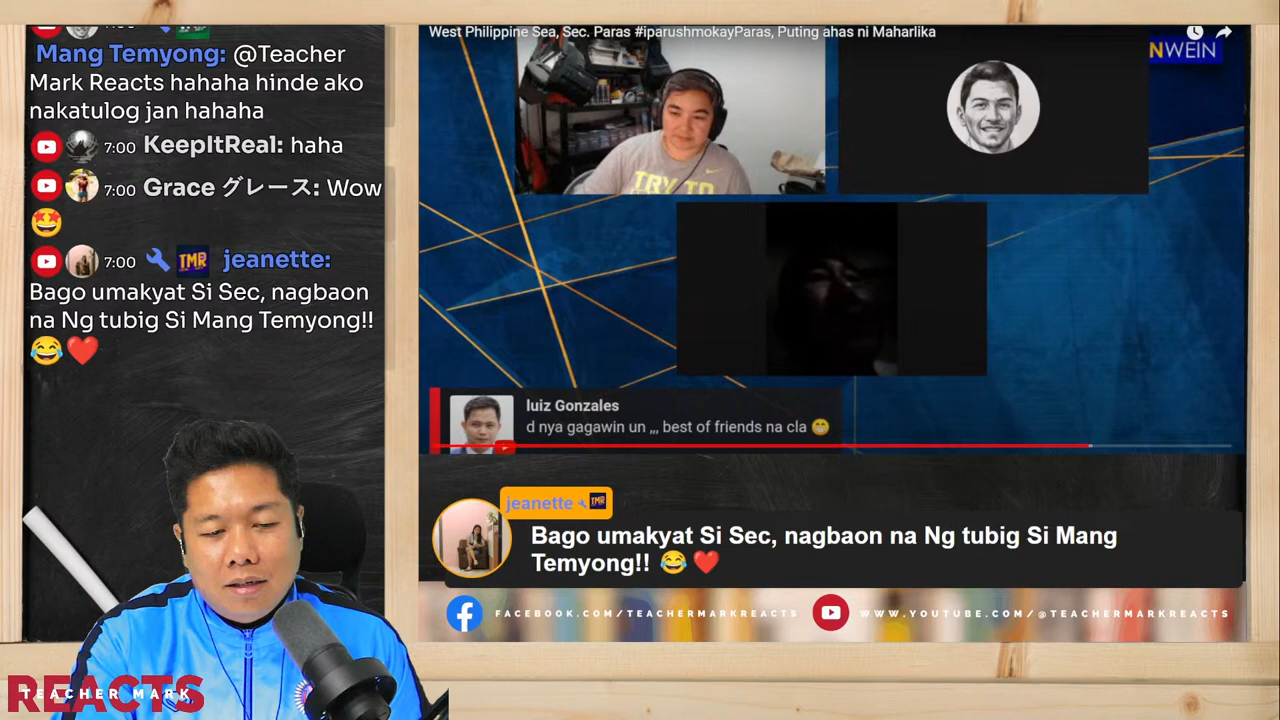 Mang Temyong: @Teacher
Mark Reacts hahaha hinde ako
nakatulog jan hahaha
7:00 KeepItReal: haha
7:00 Grace グレース: Wow
🤩
7:00 TMR jeanette:
Bago umakyat Si Sec, nagbaon
na Ng tubig Si Mang Temyong!!
😂❤️
West Philippine Sea, Sec. Paras #iparushmokayParas, Puting ahas ni Maharlika
NWEIN
TRY TO
luiz Gonzales
d nya gagawin un ,,, best of friends na cla 😁
jeanette TMR
Bago umakyat Si Sec, nagbaon na Ng tubig Si Mang
Temyong!! 😂 ❤️
FACEBOOK.COM/TEACHERMARKREACTS
WWW.YOUTUBE.COM/@TEACHERMARKREACTS
TEACHER MARK
REACTS